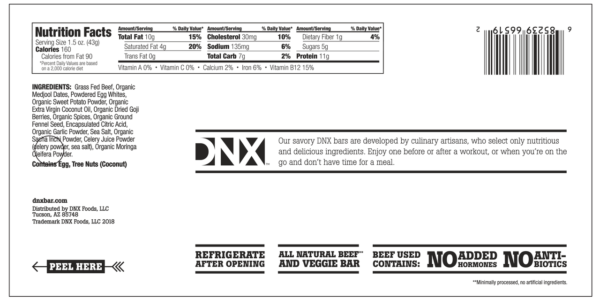 Nutrition Facts
Serving Size 1.5 oz. (43g)
Calories 160
Calories from Fat 90
*Percent Daily Values are based
on a 2,000 calorie diet
Amount/Serving % Daily Value* Amount/Serving % Daily Value* Amount/Serving % Daily Value*
Total Fat 10g 15% Cholesterol 30mg 10% Dietary Fiber 1g 4%
Saturated Fat 4g 20% Sodium 135mg 6% Sugars 5g
Trans Fat 0g Total Carb 7g 2% Protein 11g
Vitamin A 0% • Vitamin C 0% • Calcium 2% • Iron 6% • Vitamin B12 15%
INGREDIENTS: Grass Fed Beef, Organic
Medjool Dates, Powdered Egg Whites,
Organic Sweet Potato Powder, Organic
Extra Virgin Coconut Oil, Organic Dried Goji
Berries, Organic Spices, Organic Ground
Fennel Seed, Encapsulated Citric Acid,
Organic Garlic Powder, Sea Salt, Organic
Sacha Inchi Powder, Celery Juice Powder
(celery powder, sea salt), Organic Moringa
Oleifera Powder.
Contains Egg, Tree Nuts (Coconut)
DNX™
Our savory DNX bars are developed by culinary artisans, who select only nutritious
and delicious ingredients. Enjoy one before or after a workout, or when you're on the
go and don't have time for a meal.
dnxbar.com
Distributed by DNX Foods, LLC
Tucson, AZ 85748
Trademark DNX Foods, LLC 2018
PEEL HERE
REFRIGERATE
AFTER OPENING
ALL NATURAL BEEF**
AND VEGGIE BAR
BEEF USED
CONTAINS:
NO ADDED
HORMONES
NO ANTI-
BIOTICS
**Minimally processed, no artificial ingredients.